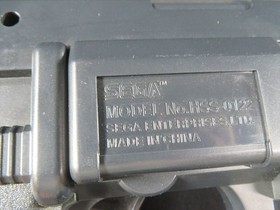 SEGA™
MODEL No.HSS-0122
SEGA ENTERPRISES,LTD.
MADE IN CHINA